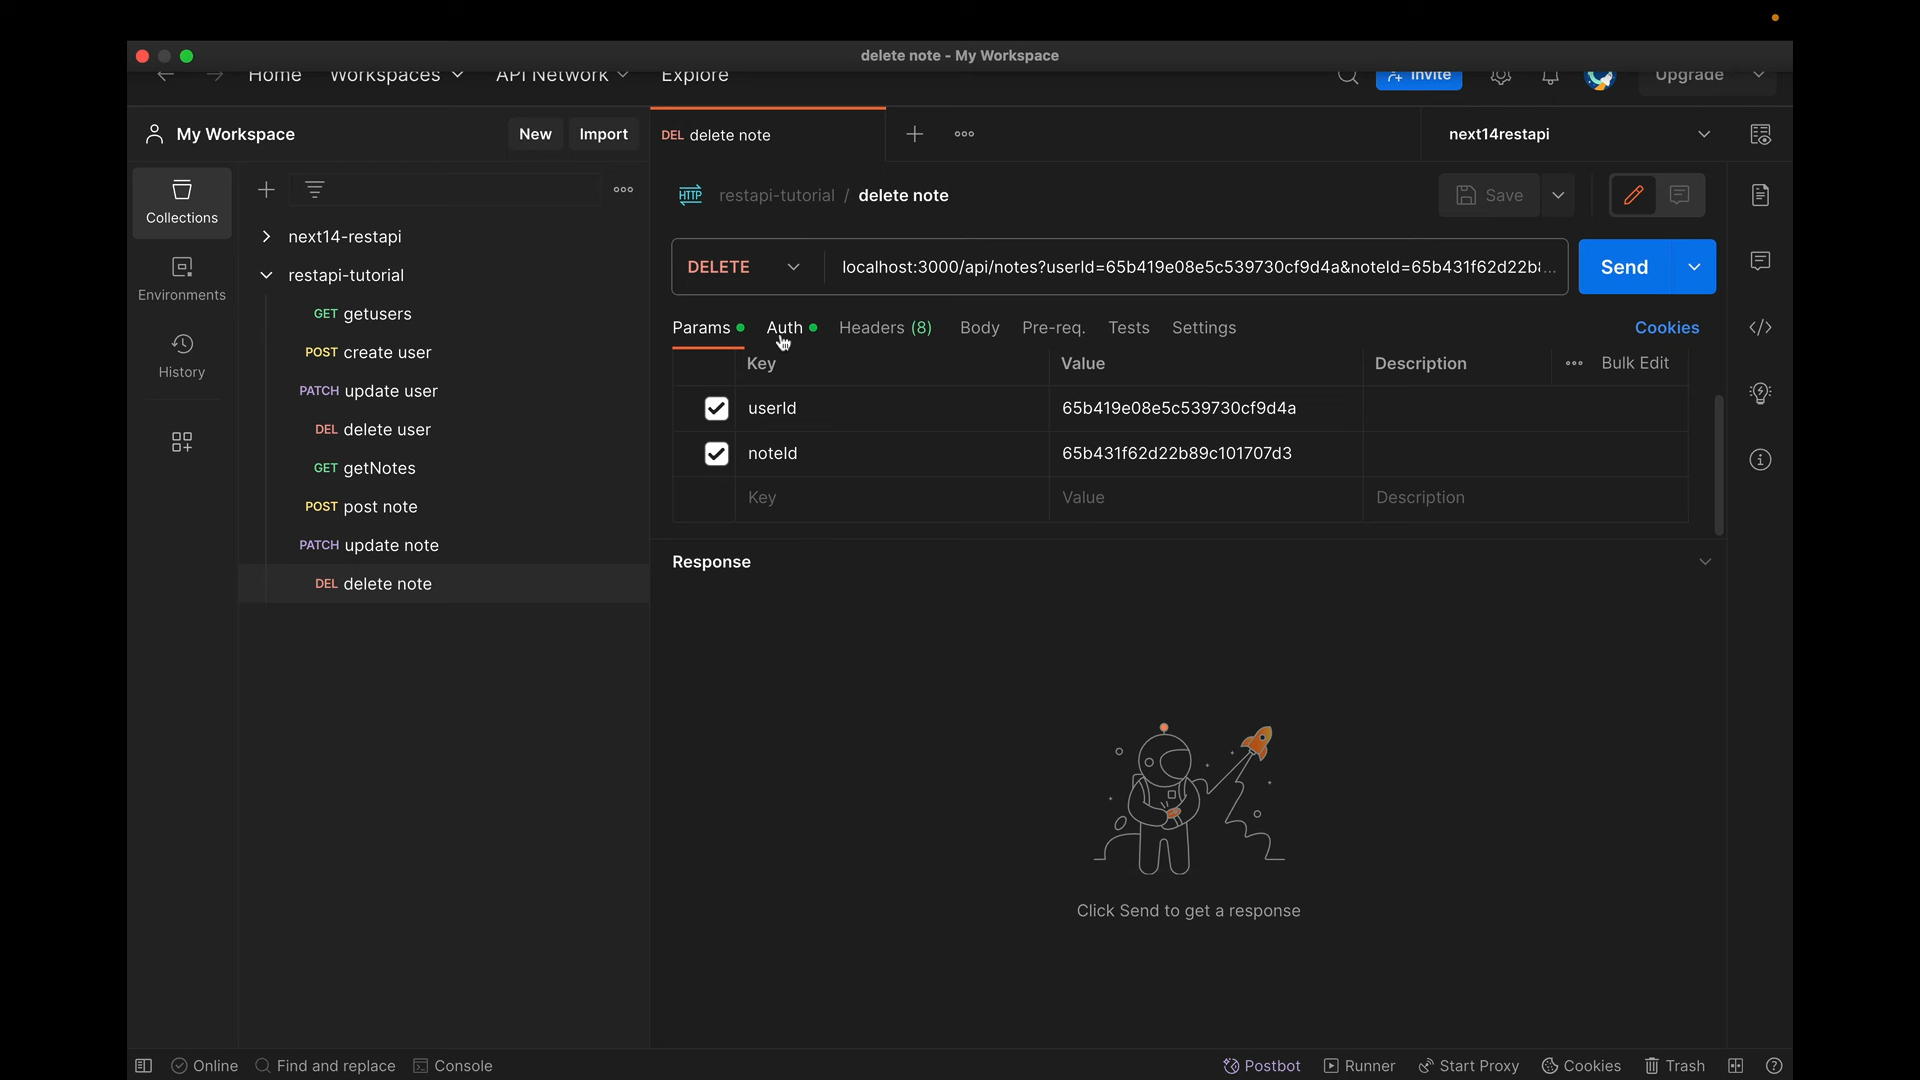 delete note - My Workspace
Home Workspaces API Network Explore Invite Upgrade
My Workspace New Import DEL delete note next14restapi
Collections
Environments
History
next14-restapi
restapi-tutorial
GET getusers
POST create user
PATCH update user
DEL delete user
GET getNotes
POST post note
PATCH update note
DEL delete note
HTTP restapi-tutorial / delete note Save
DELETE localhost:3000/api/notes?userId=65b419e08e5c539730cf9d4a&noteId=65b431f62d22b8... Send
Params Auth Headers (8) Body Pre-req. Tests Settings Cookies
Key Value Description Bulk Edit
userId 65b419e08e5c539730cf9d4a
noteId 65b431f62d22b89c101707d3
Key Value Description
Response
Click Send to get a response
Online Find and replace Console Postbot Runner Start Proxy Cookies Trash